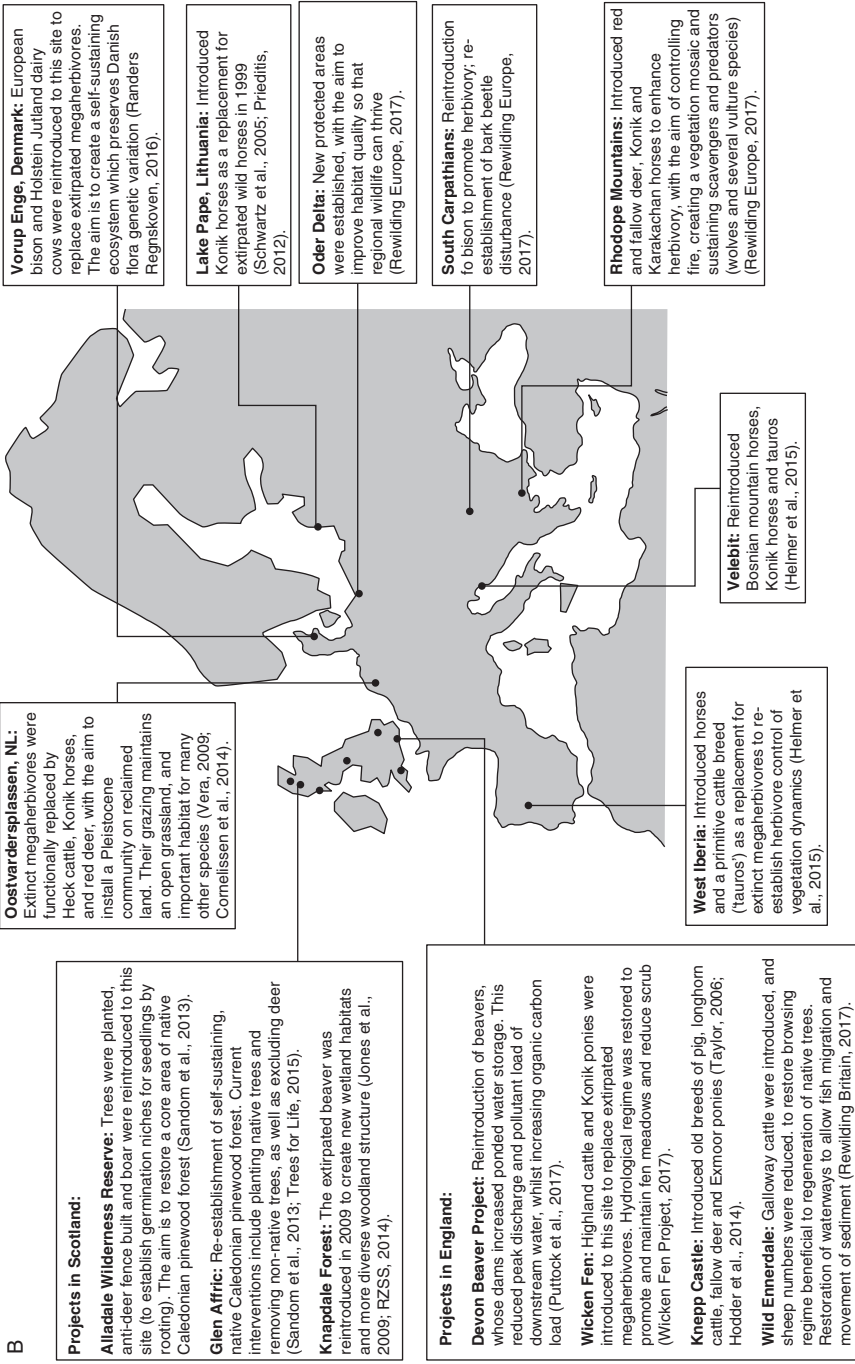 B
Projects in Scotland:
Alladale Wilderness Reserve: Trees were planted,
anti-deer fence built and boar were reintroduced to this
site (to establish germination niches for seedlings by
rooting). The aim is to restore a core area of native
Caledonian pinewood forest (Sandom et al., 2013).
Glen Affric: Re-establishment of self-sustaining,
native Caledonian pinewood forest. Current
interventions include planting native trees and
removing non-native trees, as well as excluding deer
(Sandom et al., 2013; Trees for Life, 2015).
Knapdale Forest: The extirpated beaver was
reintroduced in 2009 to create new wetland habitats
and more diverse woodland structure (Jones et al.,
2009; RZSS, 2014).
Projects in England:
Devon Beaver Project: Reintroduction of beavers,
whose dams increased ponded water storage. This
reduced peak discharge and pollutant load of
downstream water, whilst increasing organic carbon
load (Puttock et al., 2017).
Wicken Fen: Highland cattle and Konik ponies were
introduced to this site to replace extirpated
megaherbivores. Hydrological regime was restored to
promote and maintain fen meadows and reduce scrub
(Wicken Fen Project, 2017).
Knepp Castle: Introduced old breeds of pig, longhorn
cattle, fallow deer and Exmoor ponies (Taylor, 2006;
Hodder et al., 2014).
Wild Ennerdale: Galloway cattle were introduced, and
sheep numbers were reduced. to restore browsing
regime beneficial to regeneration of native trees.
Restoration of waterways to allow fish migration and
movement of sediment (Rewilding Britain, 2017).
Oostvardersplassen, NL:
Extinct megaherbivores were
functionally replaced by
Heck cattle, Konik horses,
and red deer, with the aim to
install a Pleistocene
community on reclaimed
land. Their grazing maintains
an open grassland, and
important habitat for many
other species (Vera, 2009;
Cornelissen et al., 2014).
West Iberia: Introduced horses
and a primitive cattle breed
('tauros') as a replacement for
extinct megaherbivores to re-
establish herbivore control of
vegetation dynamics (Helmer et
al., 2015).
Velebit: Reintroduced
Bosnian mountain horses,
Konik horses and tauros
(Helmer et al., 2015).
Vorup Enge, Denmark: European
bison and Holstein Jutland dairy
cows were reintroduced to this site to
replace extirpated megaherbivores.
The aim is to create a self-sustaining
ecosystem which preserves Danish
flora genetic variation (Randers
Regnskoven, 2016).
Lake Pape, Lithuania: Introduced
Konik horses as a replacement for
extirpated wild horses in 1999
(Schwartz et al., 2005; Prieditis,
2012).
Oder Delta: New protected areas
were established, with the aim to
improve habitat quality so that
regional wildlife can thrive
(Rewilding Europe, 2017).
South Carpathians: Reintroduction
fo bison to promote herbivory; re-
establishment of bark beetle
disturbance (Rewilding Europe,
2017).
Rhodope Mountains: Introduced red
and fallow deer, Konik and
Karakachan horses to enhance
herbivory, with the aim of controlling
fire, creating a vegetation mosaic and
sustaining scavengers and predators
(wolves and several vulture species)
(Rewilding Europe, 2017).